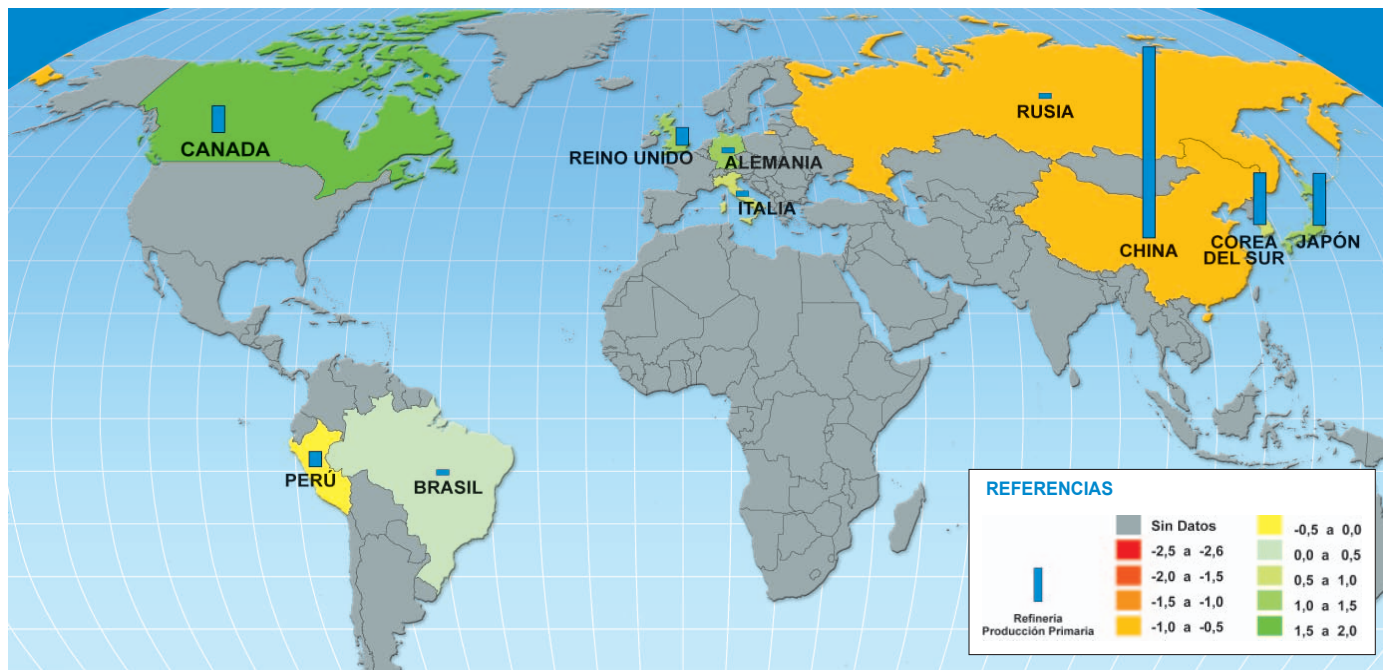 CANADA
REINO UNIDO
ALEMANIA
ITALIA
RUSIA
CHINA
COREA
DEL SUR
JAPÓN
PERÚ
BRASIL
REFERENCIAS
Refinería
Producción Primaria
Sin Datos
-2,5 a -2,6
-2,0 a -1,5
-1,5 a -1,0
-1,0 a -0,5
-0,5 a 0,0
0,0 a 0,5
0,5 a 1,0
1,0 a 1,5
1,5 a 2,0